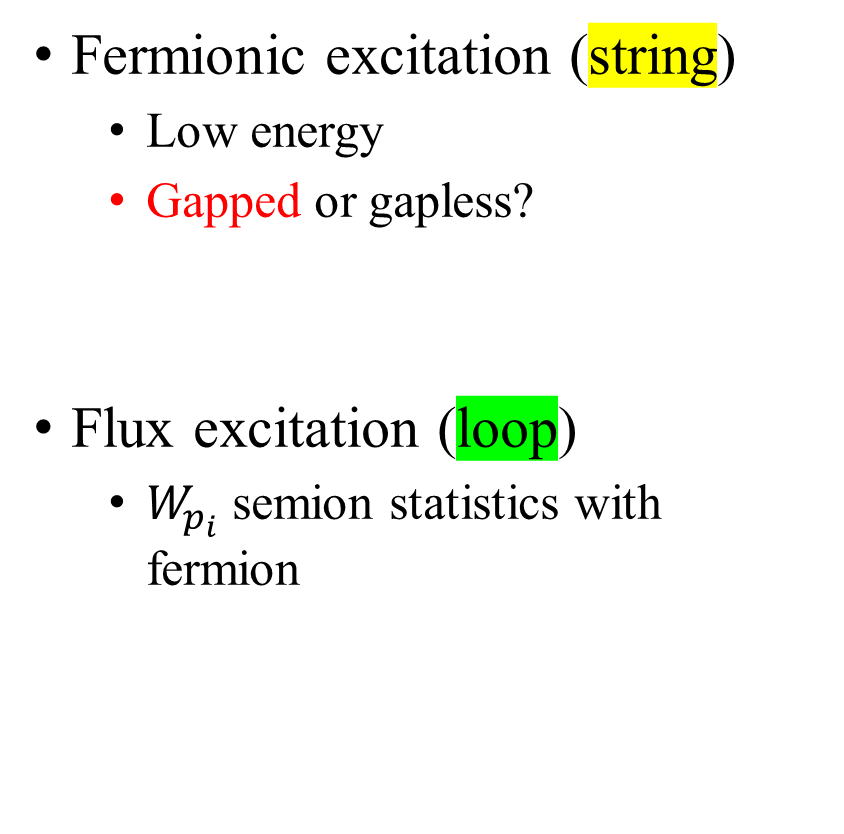 • Fermionic excitation (string)
• Low energy
• Gapped or gapless?
• Flux excitation (loop)
• $W_{p_i}$ semion statistics with
fermion